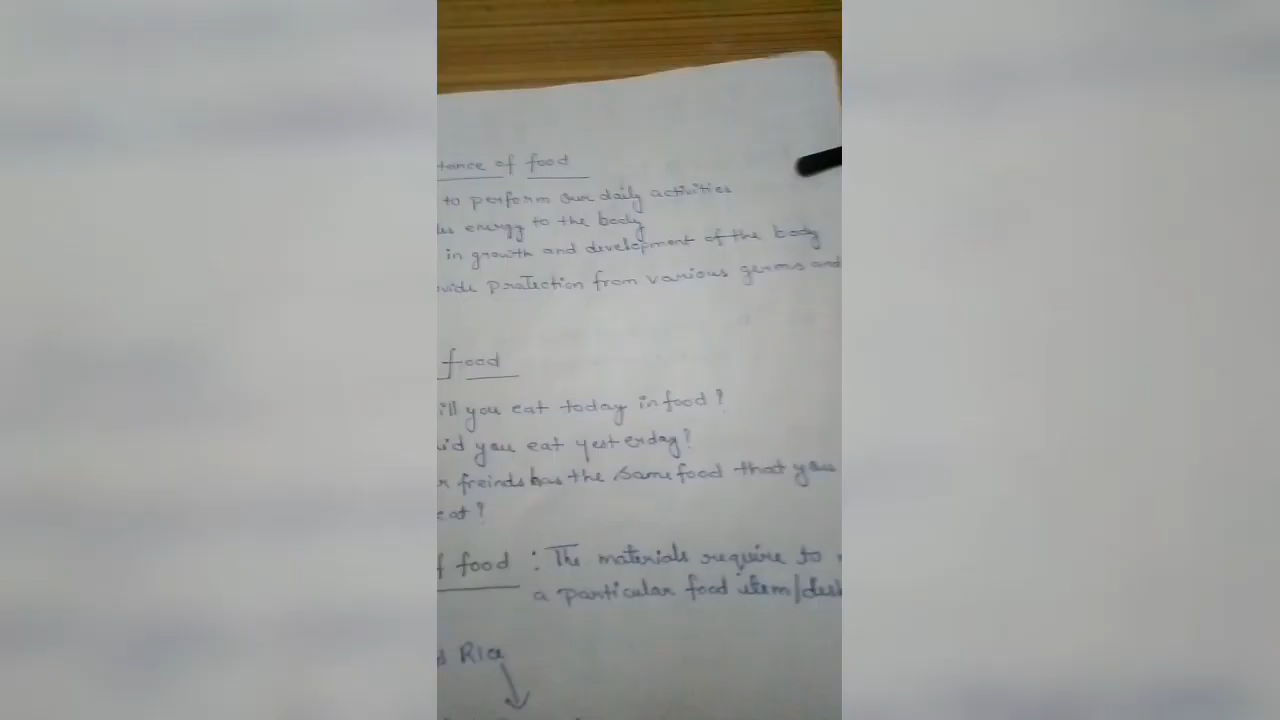 tance of food
to perform our daily activities
des energy to the body
in growth and development of the body
vide protection from various germs and
food
ill you eat today in food?
id you eat yesterday?
r freinds has the same food that you
eat?
f food : The materials require to
a particular food item/dish
Rice